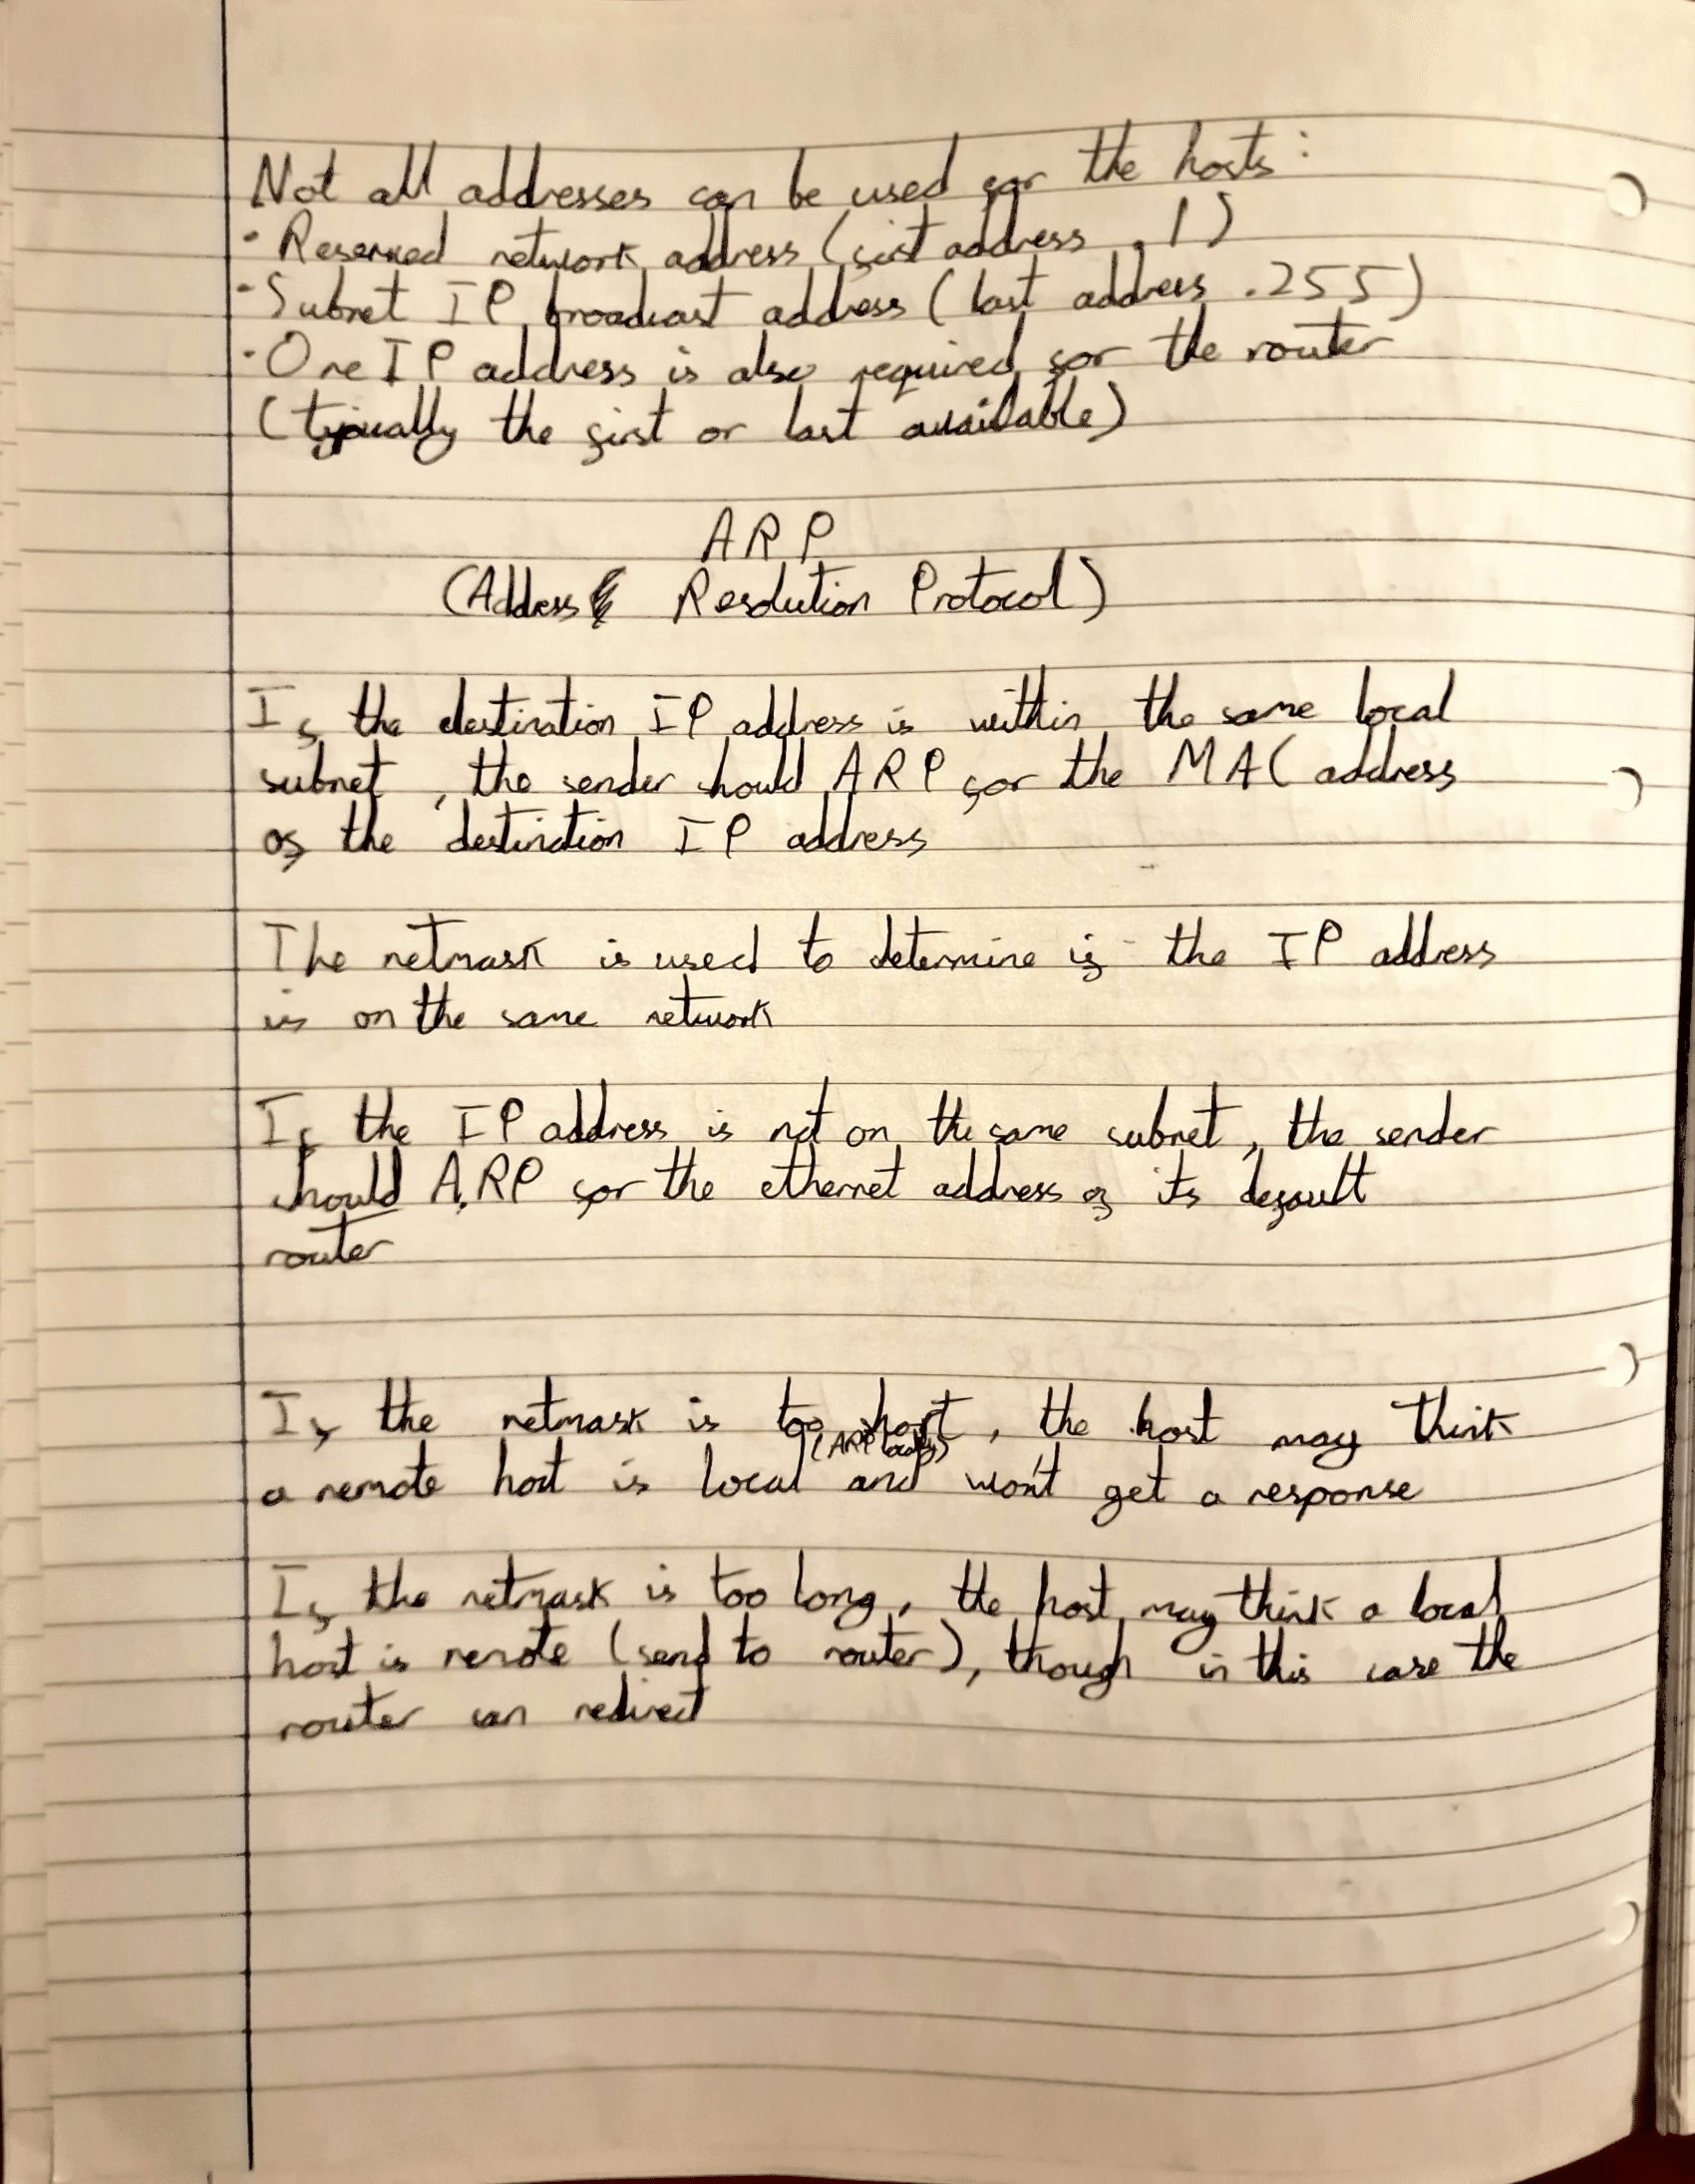 Not all addresses can be used for the hosts:
· Reserved network address (first address .1)
· Subnet IP broadcast address (last address .255)
· One IP address is also required for the router
(typically the first or last available)
ARP
(Address Resolution Protocol)
If the destination IP address is within the same local
subnet, the sender should ARP for the MAC address
of the destination IP address
The netmask is used to determine if the IP address
is on the same network
If the IP address is not on the same subnet, the sender
should ARP for the ethernet address of its default
router
If the netmask is too short, the host may think
(ARP locally)
a remote host is local and won't get a response
If the netmask is too long, the host may think a local
host is remote (send to router), though in this case the
router can redirect